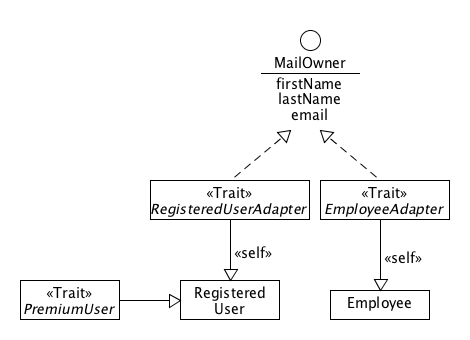 MailOwner
firstName
lastName
email
«Trait»
RegisteredUserAdapter
«Trait»
EmployeeAdapter
«self»
«self»
«Trait»
PremiumUser
Registered
User
Employee